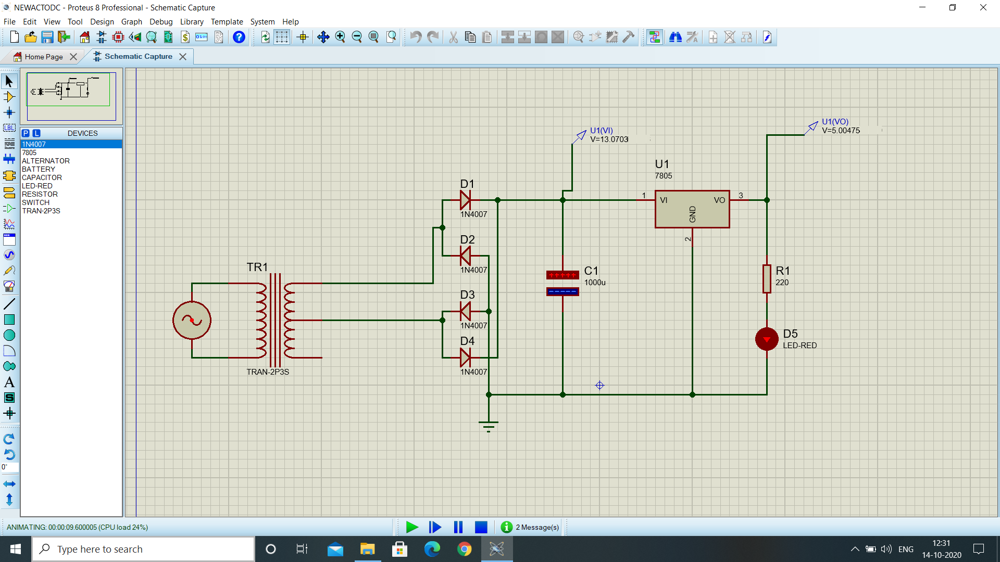 NEWACTODC - Proteus 8 Professional - Schematic Capture
File Edit View Tool Design Graph Debug Library Template System Help
Home Page
Schematic Capture
LBL
P L DEVICES
1N4007
7805
ALTERNATOR
BATTERY
CAPACITOR
LED-RED
RESISTOR
SWITCH
TRAN-2P3S
A
S
0°
U1(VI)
V=13.0703
U1(VO)
V=5.00475
U1
7805
1 VI VO 3
GND
2
D1
1N4007
D2
1N4007
D3
1N4007
D4
1N4007
TR1
TRAN-2P3S
C1
1000u
R1
220
D5
LED-RED
ANIMATING: 00:00:09.600005 (CPU load 24%)
2 Message(s)
Type here to search
ENG
12:31
14-10-2020